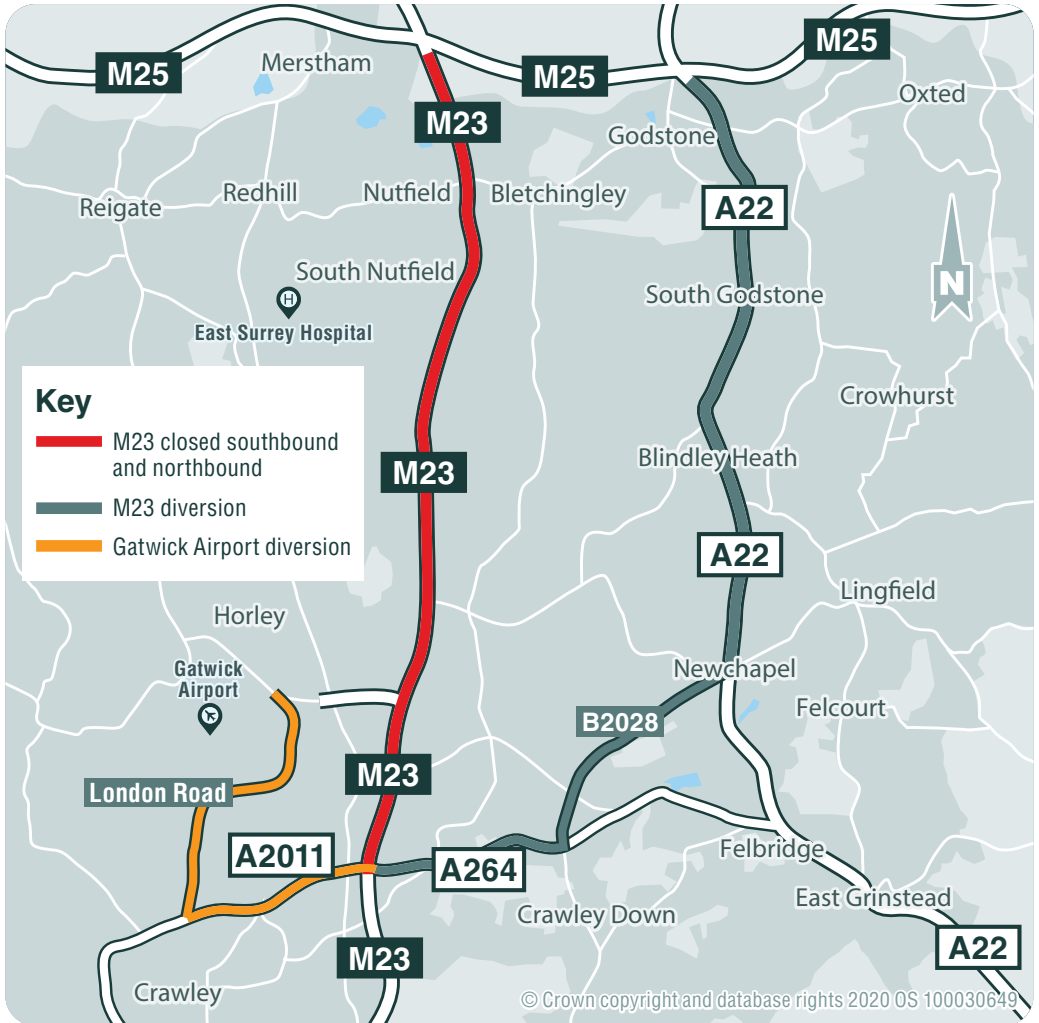 M25
M25
M25
Merstham
Oxted
M23
Godstone
Reigate
Redhill
Nutfield
Bletchingley
A22
South Nutfield
N
South Godstone
H
East Surrey Hospital
Key
M23 closed southbound
and northbound
M23 diversion
Gatwick Airport diversion
Crowhurst
M23
Blindley Heath
A22
Lingfield
Horley
Gatwick
Airport
Newchapel
Felcourt
B2028
M23
London Road
A2011
A264
Felbridge
East Grinstead
Crawley Down
M23
A22
Crawley
© Crown copyright and database rights 2020 OS 100030649